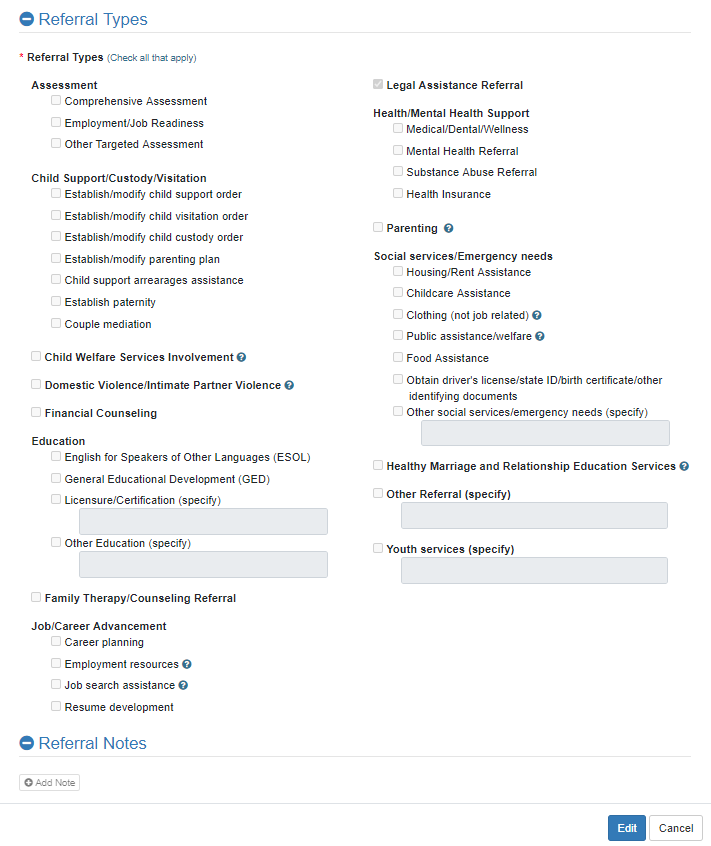 Referral Types
* Referral Types (Check all that apply)
Assessment
Comprehensive Assessment
Employment/Job Readiness
Other Targeted Assessment
Child Support/Custody/Visitation
Establish/modify child support order
Establish/modify child visitation order
Establish/modify child custody order
Establish/modify parenting plan
Child support arrearages assistance
Establish paternity
Couple mediation
Child Welfare Services Involvement ?
Domestic Violence/Intimate Partner Violence ?
Financial Counseling
Education
English for Speakers of Other Languages (ESOL)
General Educational Development (GED)
Licensure/Certification (specify)
Other Education (specify)
Family Therapy/Counseling Referral
Job/Career Advancement
Career planning
Employment resources ?
Job search assistance ?
Resume development
Legal Assistance Referral
Health/Mental Health Support
Medical/Dental/Wellness
Mental Health Referral
Substance Abuse Referral
Health Insurance
Parenting ?
Social services/Emergency needs
Housing/Rent Assistance
Childcare Assistance
Clothing (not job related) ?
Public assistance/welfare ?
Food Assistance
Obtain driver's license/state ID/birth certificate/other
identifying documents
Other social services/emergency needs (specify)
Healthy Marriage and Relationship Education Services ?
Other Referral (specify)
Youth services (specify)
Referral Notes
Add Note
Edit
Cancel